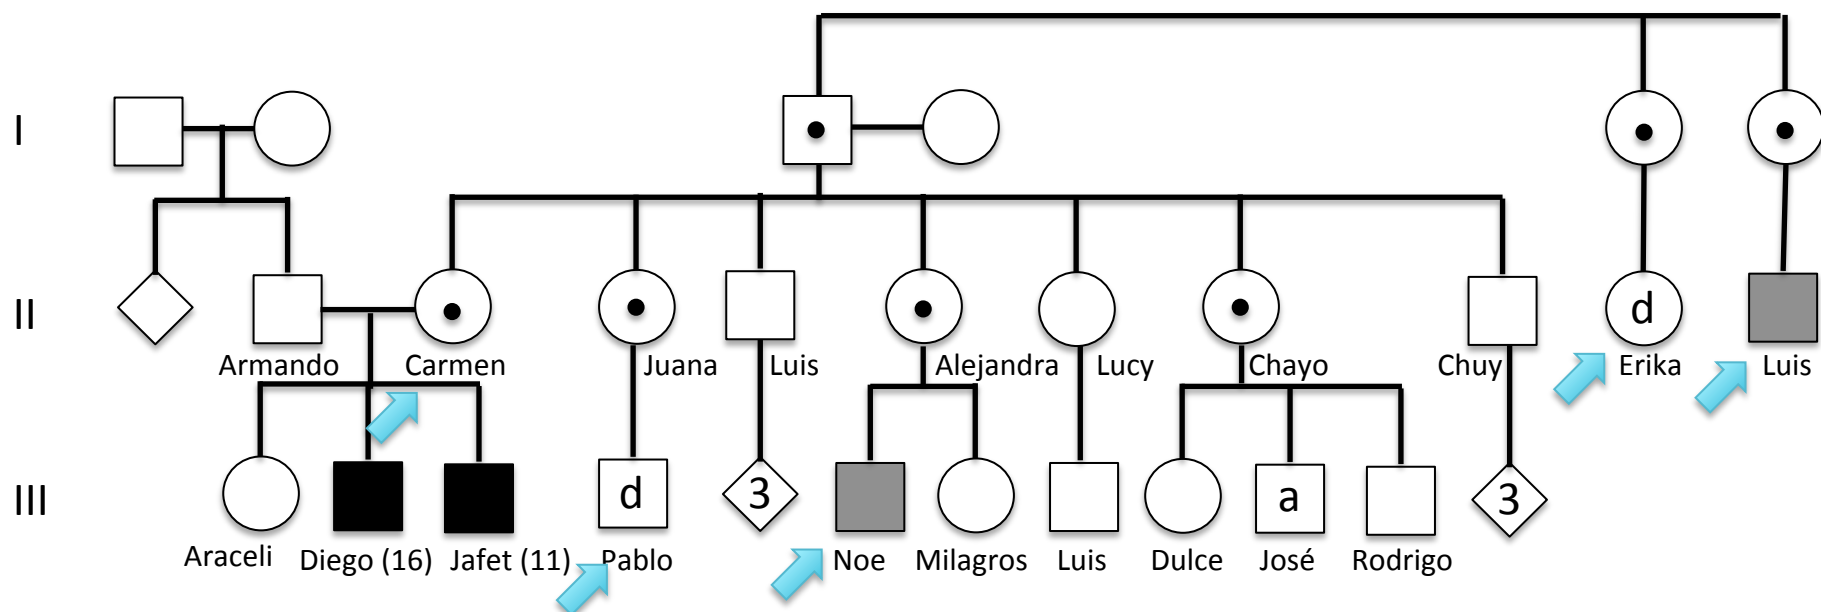 I
d
II
Armando
Carmen
Juana
Luis
Alejandra
Lucy
Chayo
Chuy
Erika
Luis
d
3
a
3
III
Araceli
Diego (16)
Jafet (11)
Pablo
Noe
Milagros
Luis
Dulce
José
Rodrigo